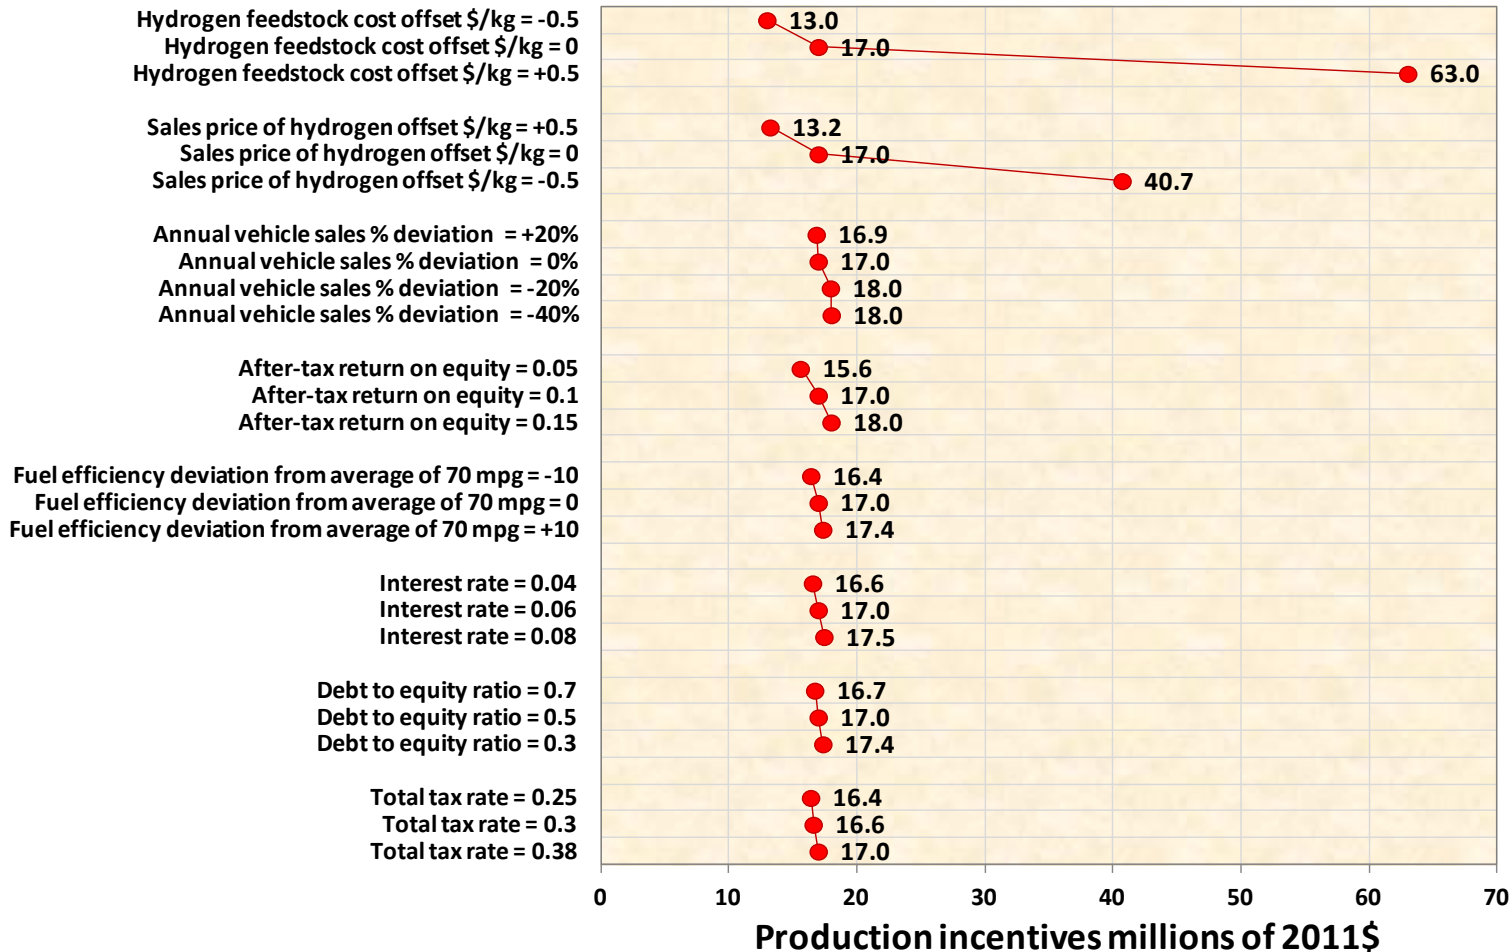 Hydrogen feedstock cost offset $/kg = -0.5 13.0
Hydrogen feedstock cost offset $/kg = 0 17.0
Hydrogen feedstock cost offset $/kg = +0.5 63.0
Sales price of hydrogen offset $/kg = +0.5 13.2
Sales price of hydrogen offset $/kg = 0 17.0
Sales price of hydrogen offset $/kg = -0.5 40.7
Annual vehicle sales % deviation = +20% 16.9
Annual vehicle sales % deviation = 0% 17.0
Annual vehicle sales % deviation = -20% 18.0
Annual vehicle sales % deviation = -40% 18.0
After-tax return on equity = 0.05 15.6
After-tax return on equity = 0.1 17.0
After-tax return on equity = 0.15 18.0
Fuel efficiency deviation from average of 70 mpg = -10 16.4
Fuel efficiency deviation from average of 70 mpg = 0 17.0
Fuel efficiency deviation from average of 70 mpg = +10 17.4
Interest rate = 0.04 16.6
Interest rate = 0.06 17.0
Interest rate = 0.08 17.5
Debt to equity ratio = 0.7 16.7
Debt to equity ratio = 0.5 17.0
Debt to equity ratio = 0.3 17.4
Total tax rate = 0.25 16.4
Total tax rate = 0.3 16.6
Total tax rate = 0.38 17.0
0 10 20 30 40 50 60 70
Production incentives millions of 2011$